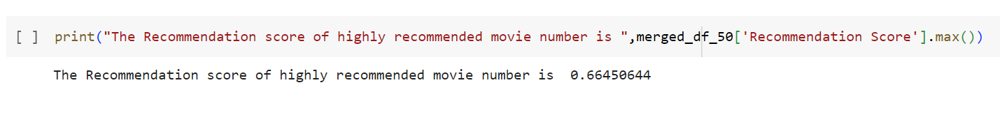 [ ] print("The Recommendation score of highly recommended movie number is ",merged_df_50['Recommendation Score'].max())
The Recommendation score of highly recommended movie number is  0.66450644